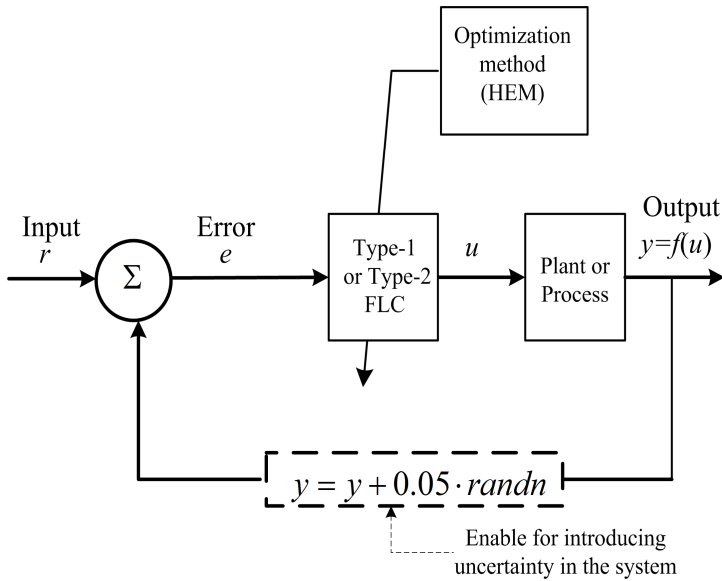 Optimization
method
(HEM)
Input
r
Σ
Error
e
Type-1
or Type-2
FLC
u
Plant or
Process
Output
y=f(u)
y = y + 0.05 · randn
Enable for introducing
uncertainty in the system